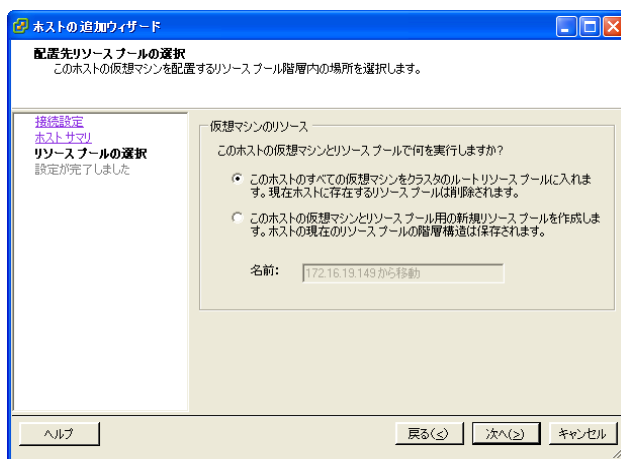 ホストの追加ウィザード
配置先リソース プールの選択
このホストの仮想マシンを配置するリソース プール階層内の場所を選択します。
接続設定
ホスト サマリ
リソース プールの選択
設定が完了しました
仮想マシンのリソース
このホストの仮想マシンとリソース プールで何を実行しますか?
このホストのすべての仮想マシンをクラスタのルート リソース プールに入れま
す。現在ホストに存在するリソース プールは削除されます。
このホストの仮想マシンとリソース プール用の新規リソース プールを作成しま
す。ホストの現在のリソース プールの階層構造は保存されます。
名前: 172.16.19.149 から移動
ヘルプ 戻る(<) 次へ(>) キャンセル